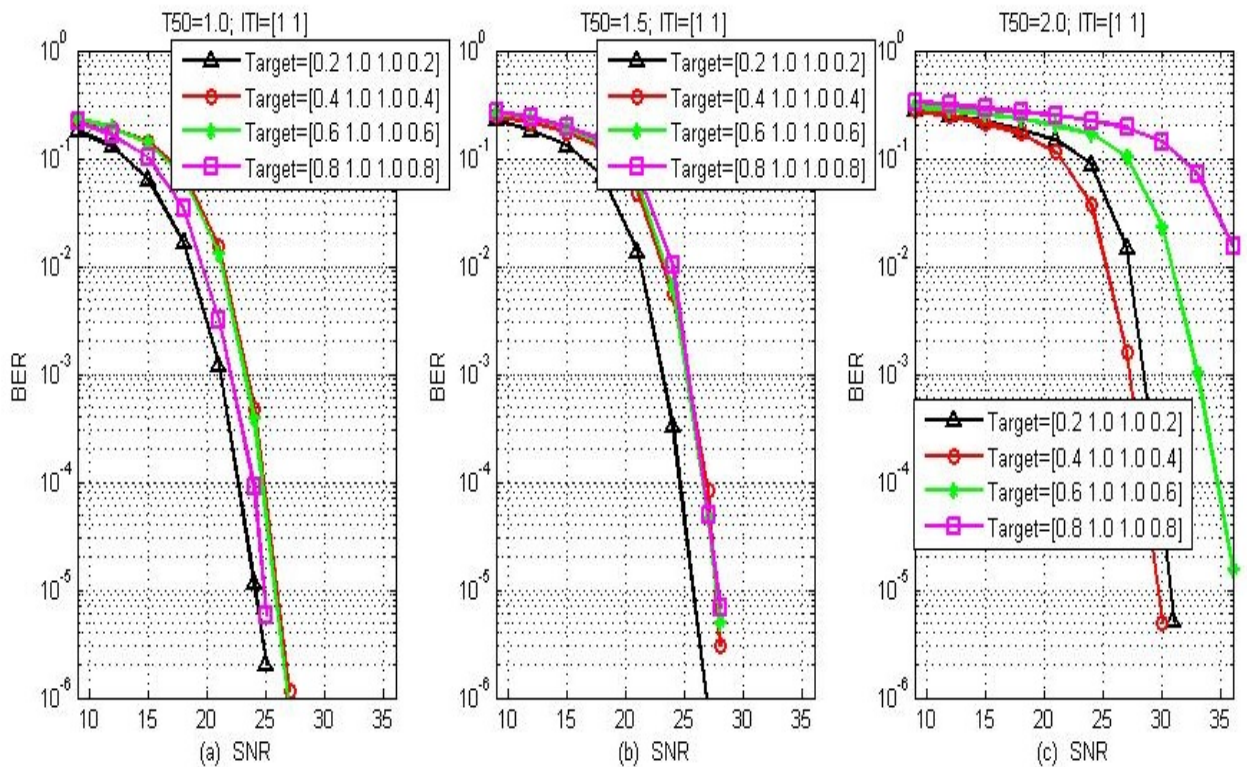 T50=1.0; ITI=[1 1]
10^0
10^-1
10^-2
10^-3
10^-4
10^-5
10^-6
BER
Target=[0.2 1.0 1.0 0.2]
Target=[0.4 1.0 1.0 0.4]
Target=[0.6 1.0 1.0 0.6]
Target=[0.8 1.0 1.0 0.8]
10 15 20 25 30 35
(a) SNR
T50=1.5; ITI=[1 1]
10^0
10^-1
10^-2
10^-3
10^-4
10^-5
10^-6
BER
Target=[0.2 1.0 1.0 0.2]
Target=[0.4 1.0 1.0 0.4]
Target=[0.6 1.0 1.0 0.6]
Target=[0.8 1.0 1.0 0.8]
10 15 20 25 30 35
(b) SNR
T50=2.0; ITI=[1 1]
10^0
10^-1
10^-2
10^-3
10^-4
10^-5
10^-6
BER
Target=[0.2 1.0 1.0 0.2]
Target=[0.4 1.0 1.0 0.4]
Target=[0.6 1.0 1.0 0.6]
Target=[0.8 1.0 1.0 0.8]
10 15 20 25 30 35
(c) SNR